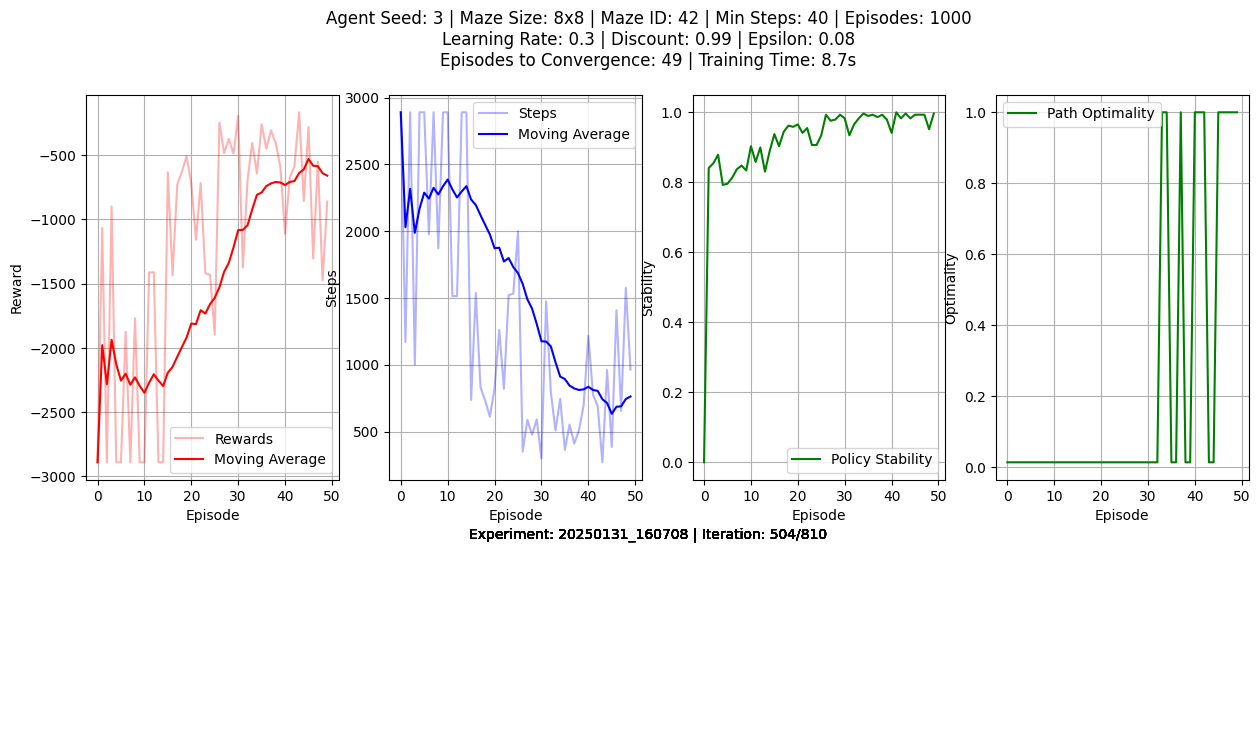 Agent Seed: 3 | Maze Size: 8x8 | Maze ID: 42 | Min Steps: 40 | Episodes: 1000
Learning Rate: 0.3 | Discount: 0.99 | Epsilon: 0.08
Episodes to Convergence: 49 | Training Time: 8.7s
Reward
−500
−1000
−1500
−2000
−2500
−3000
Rewards
Moving Average
0 10 20 30 40 50
Episode
Steps
3000
2500
2000
1500
1000
500
Steps
Moving Average
0 10 20 30 40 50
Episode
Stability
1.0
0.8
0.6
0.4
0.2
0.0
Policy Stability
0 10 20 30 40 50
Episode
Optimality
1.0
0.8
0.6
0.4
0.2
0.0
Path Optimality
0 10 20 30 40 50
Episode
Experiment: 20250131_160708 | Iteration: 504/810